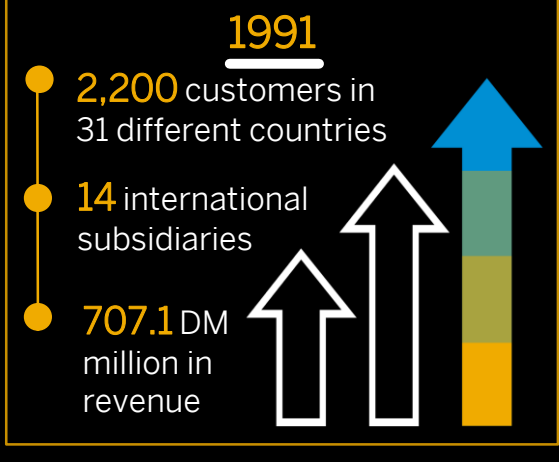 1991
2,200 customers in
31 different countries
14 international
subsidiaries
707.1 DM
million in
revenue